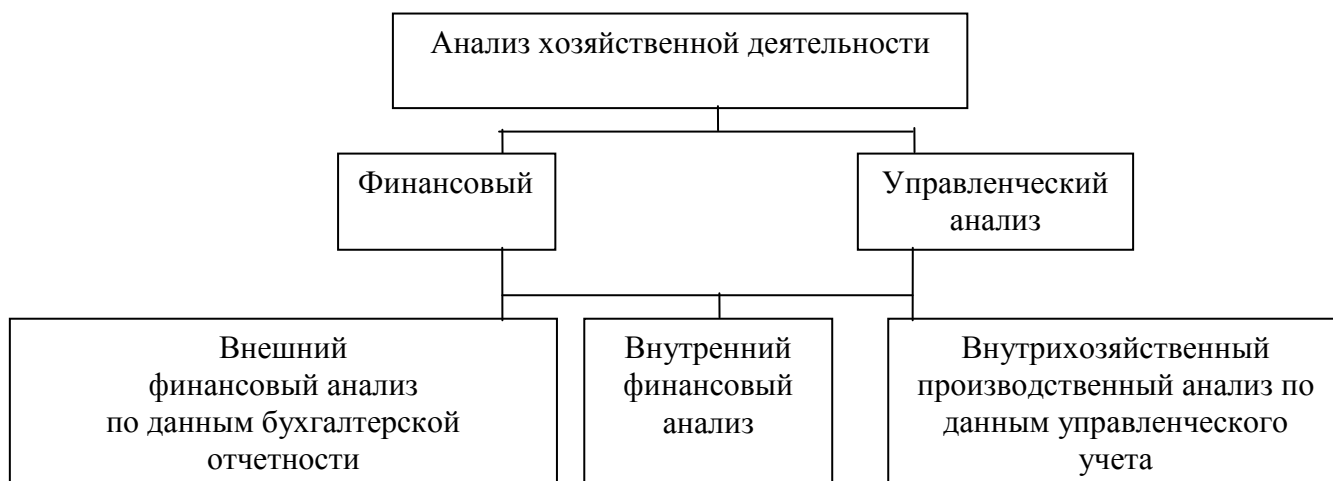 Анализ хозяйственной деятельности
Финансовый
Управленческий
анализ
Внешний
финансовый анализ
по данным бухгалтерской
отчетности
Внутренний
финансовый
анализ
Внутрихозяйственный
производственный анализ по
данным управленческого
учета